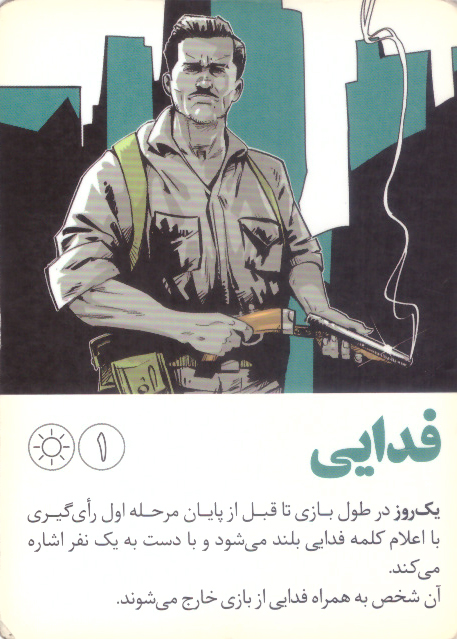 فدایی
۱
یک‌روز در طول بازی تا قبل از پایان مرحله اول رأی‌گیری
با اعلام کلمه فدایی بلند می‌شود و با دست به یک نفر اشاره
می‌کند.
آن شخص به همراه فدایی از بازی خارج می‌شوند.